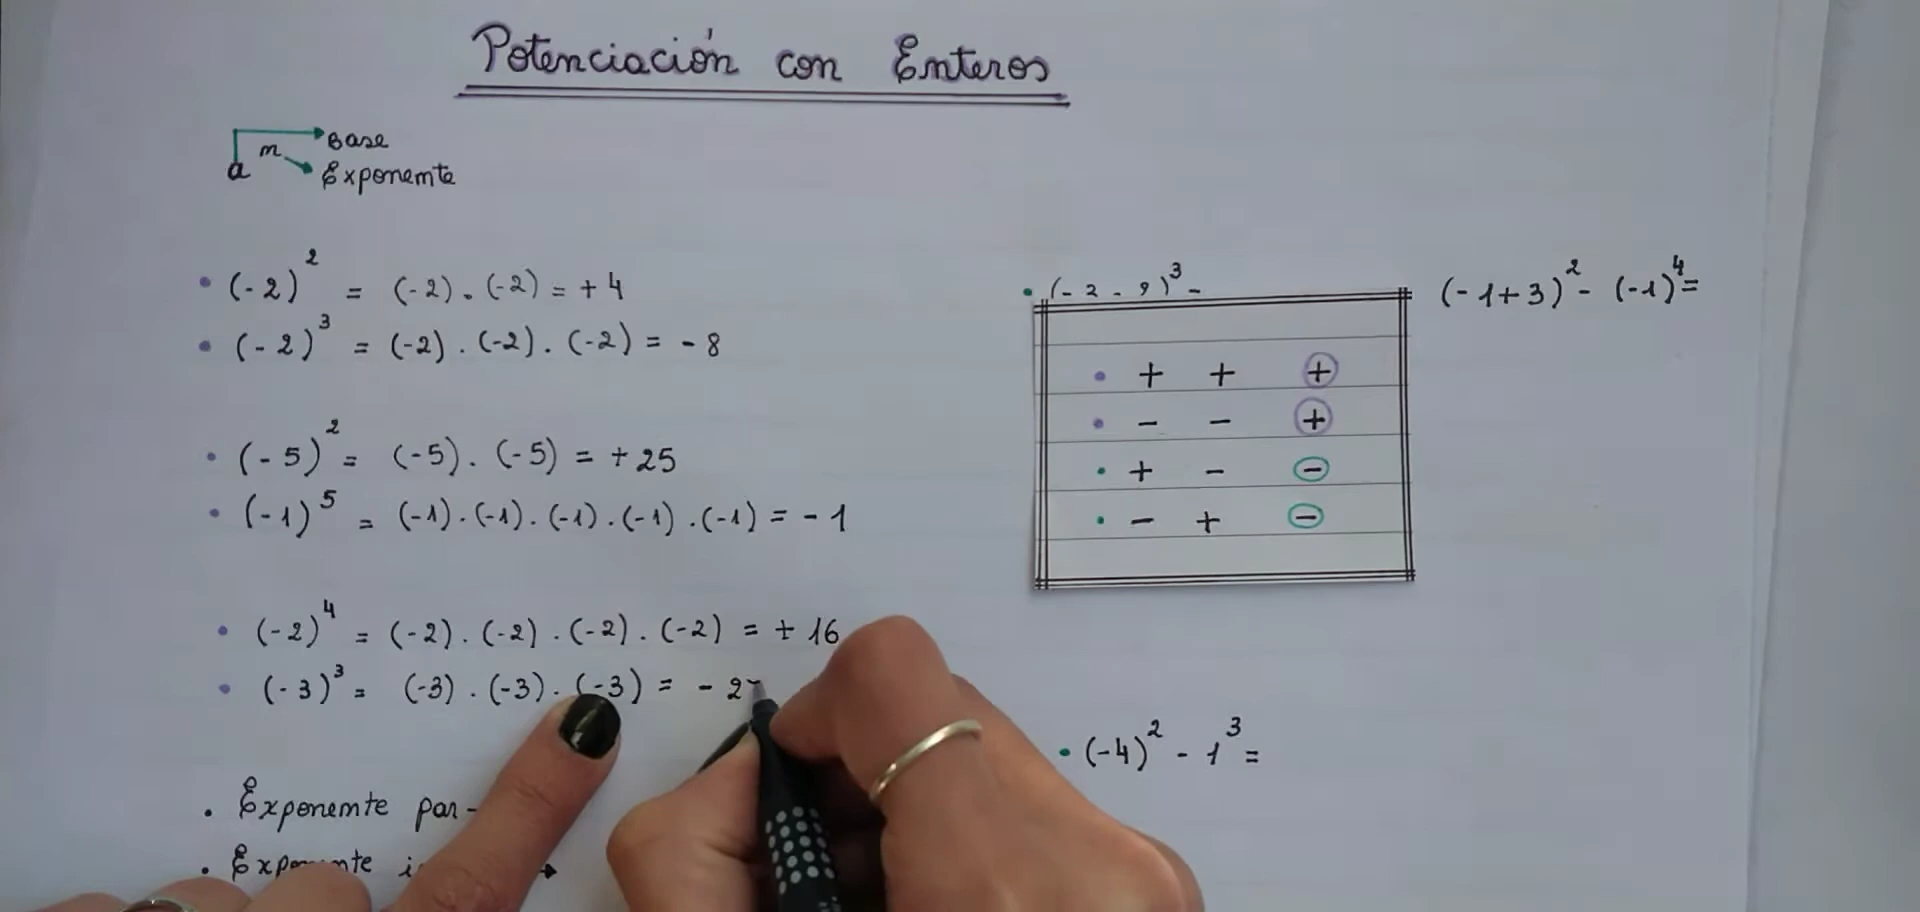 Potenciación con Enteros
Base
a^m
Exponente
• (-2)^2 = (-2) . (-2) = +4
• (-2)^3 = (-2) . (-2) . (-2) = -8
• (-5)^2 = (-5) . (-5) = +25
• (-1)^5 = (-1) . (-1) . (-1) . (-1) . (-1) = -1
• (-2)^4 = (-2) . (-2) . (-2) . (-2) = + 16
• (-3)^3 = (-3) . (-3) . (-3) = - 2
. Exponente par
. Exponente
(-1+3)^2 - (-1)^4 =
• + + +
• - - +
• + - -
• - + -
• (-4)^2 - 1^3 =